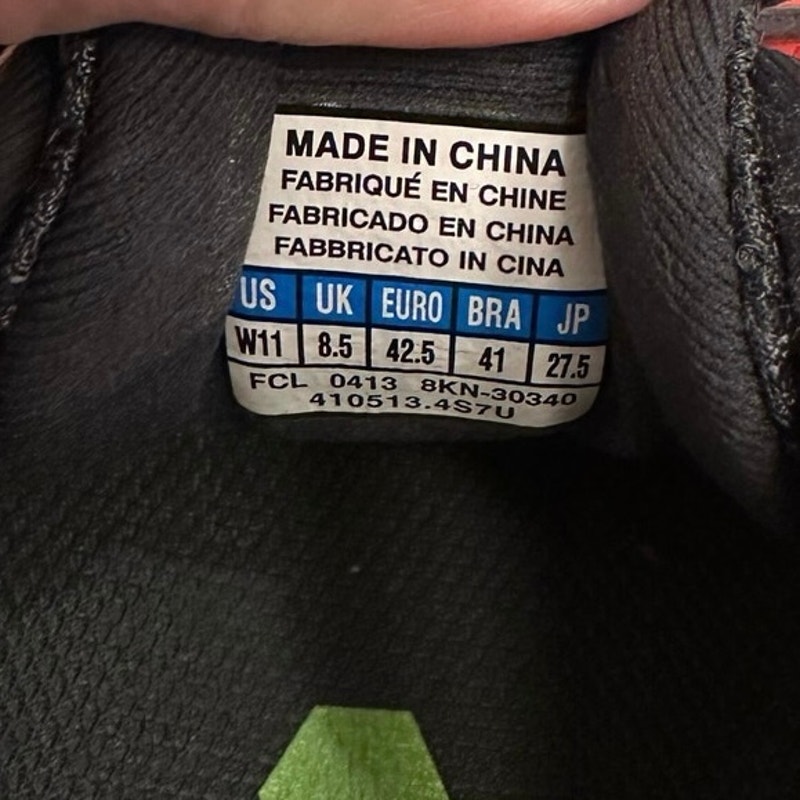 MADE IN CHINA
FABRIQUÉ EN CHINE
FABRICADO EN CHINA
FABBRICATO IN CINA
US UK EURO BRA JP
W11 8.5 42.5 41 27.5
FCL 0413 8KN-30340
410513.4S7U